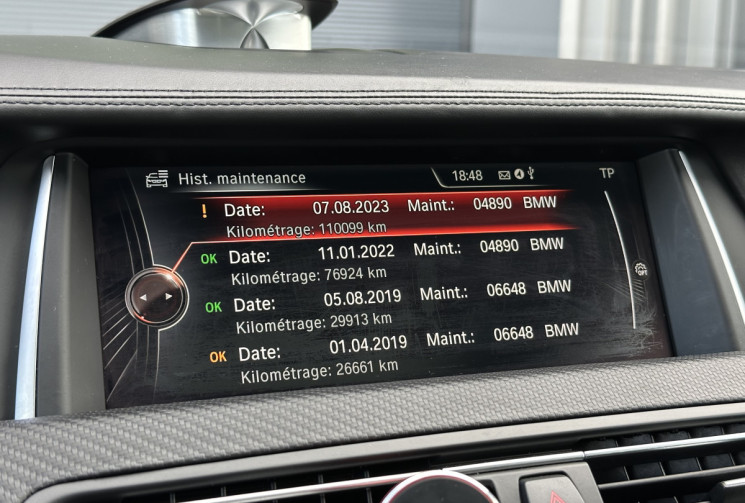 Hist. maintenance 18:48 TP
! Date: 07.08.2023 Maint.: 04890 BMW
Kilométrage: 110099 km
OK Date: 11.01.2022 Maint.: 04890 BMW
Kilométrage: 76924 km
OK Date: 05.08.2019 Maint.: 06648 BMW
Kilométrage: 29913 km
OK Date: 01.04.2019 Maint.: 06648 BMW
Kilométrage: 26661 km
OFF